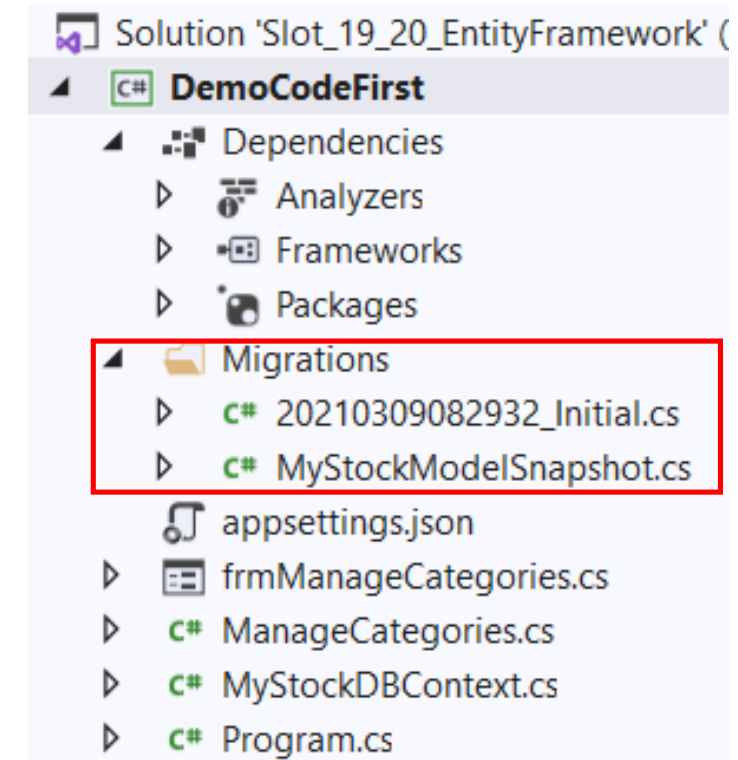 Solution 'Slot_19_20_EntityFramework' (
C# DemoCodeFirst
Dependencies
Analyzers
Frameworks
Packages
Migrations
C# 20210309082932_Initial.cs
C# MyStockModelSnapshot.cs
appsettings.json
frmManageCategories.cs
C# ManageCategories.cs
C# MyStockDBContext.cs
C# Program.cs